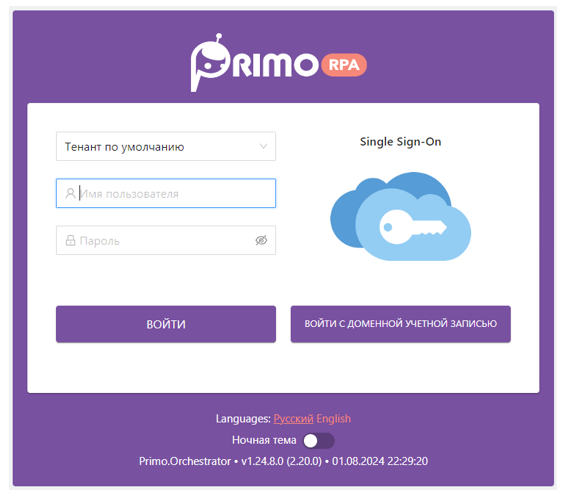 PRIMO RPA
Тенант по умолчанию
Имя пользователя
Пароль
ВОЙТИ
Single Sign-On
ВОЙТИ С ДОМЕННОЙ УЧЕТНОЙ ЗАПИСЬЮ
Languages: Русский English
Ночная тема
Primo.Orchestrator • v1.24.8.0 (2.20.0) • 01.08.2024 22:29:20